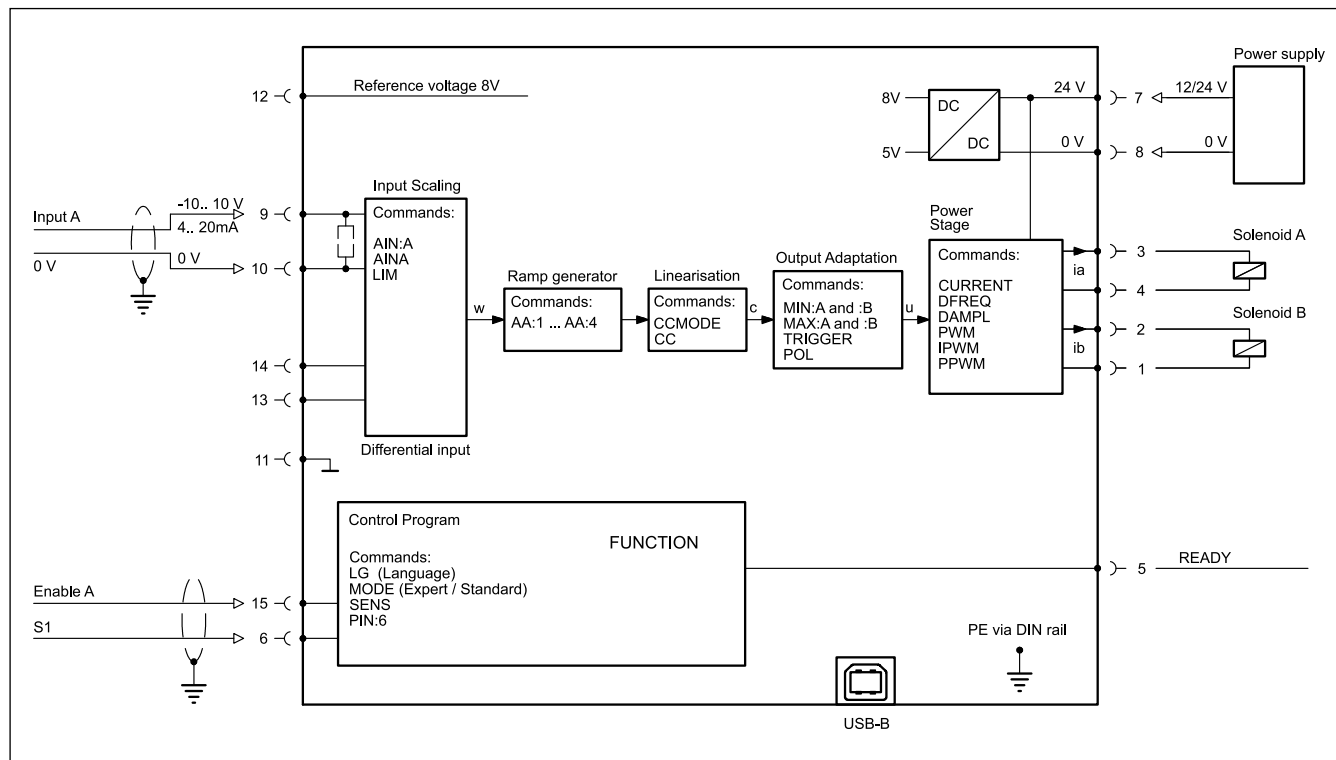 Power supply
12
Reference voltage 8V
8V
DC
DC
5V
24 V
7
12/24 V
0 V
8
0 V
Input Scaling
Input A
-10.. 10 V
4.. 20mA
9
0 V
0 V
10
Commands:
AIN:A
AINA
LIM
w
14
13
Differential input
11
Ramp generator
Commands:
AA:1 ... AA:4
Linearisation
Commands:
CCMODE
CC
c
Output Adaptation
Commands:
MIN:A and :B
MAX:A and :B
TRIGGER
POL
u
Power
Stage
Commands:
CURRENT
DFREQ
DAMPL
PWM
IPWM
PPWM
ia
ib
3
4
Solenoid A
2
1
Solenoid B
Control Program
FUNCTION
Commands:
LG (Language)
MODE (Expert / Standard)
SENS
PIN:6
Enable A
15
S1
6
5
READY
PE via DIN rail
USB-B